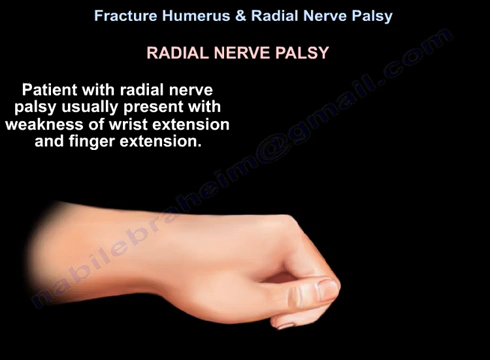 Fracture Humerus & Radial Nerve Palsy
RADIAL NERVE PALSY
Patient with radial nerve
palsy usually present with
weakness of wrist extension
and finger extension.
nabilebraheim@gmail.com